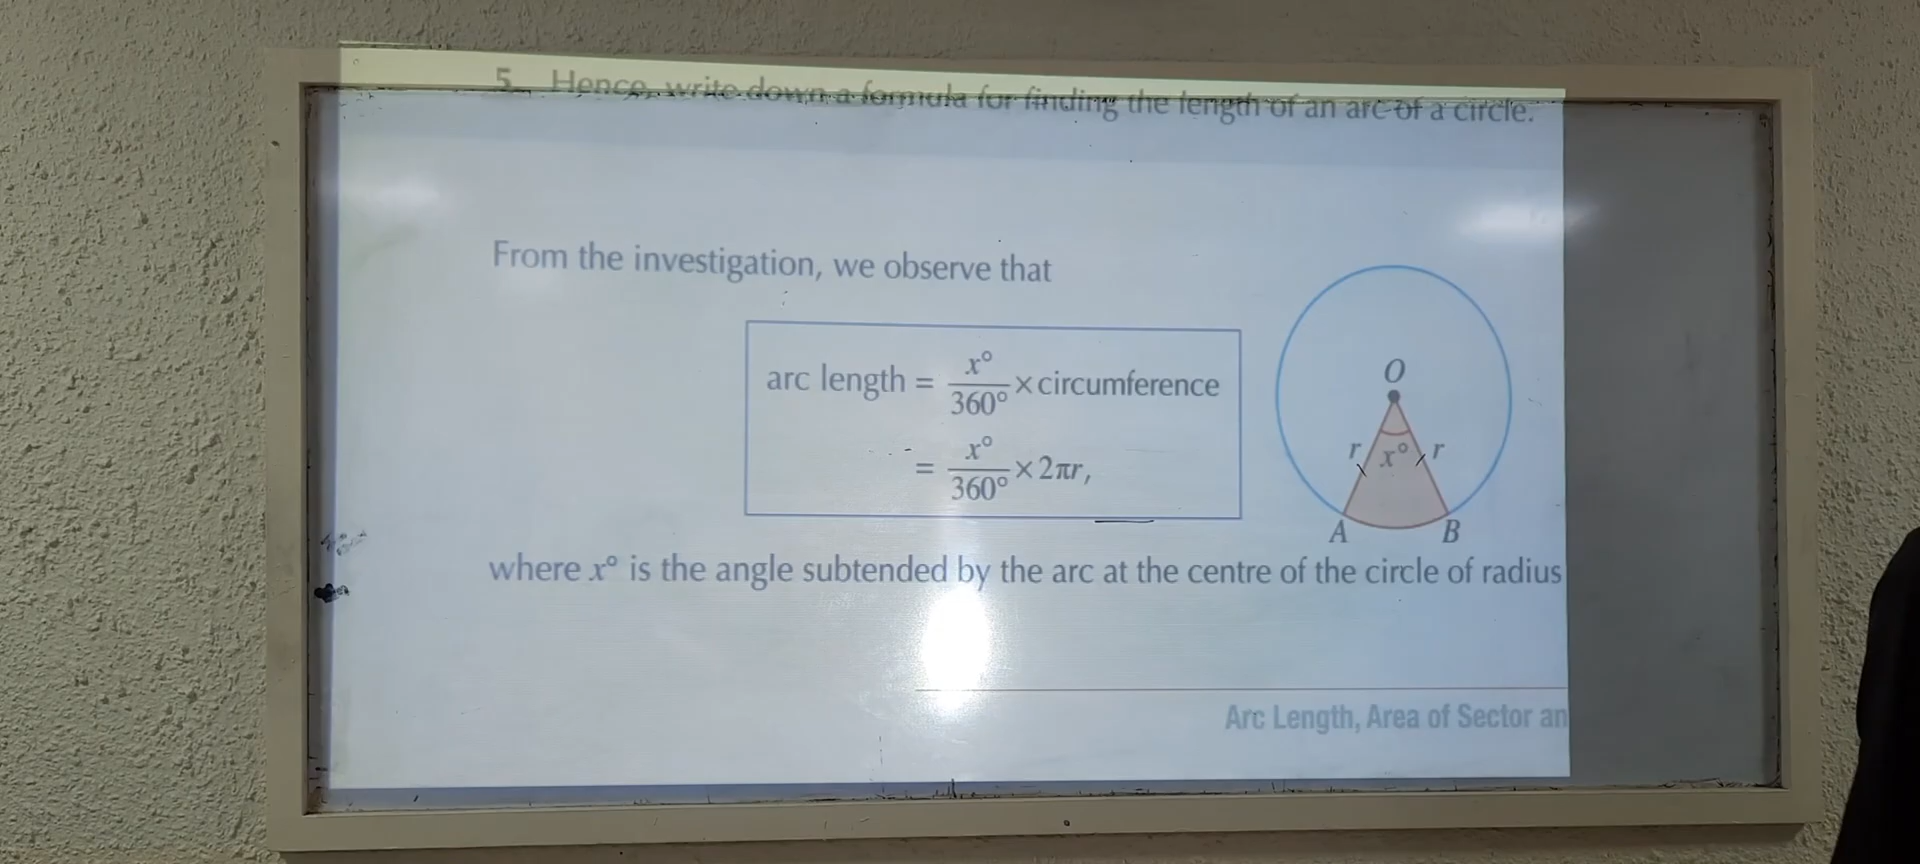 5. Hence, write down a formula for finding the length of an arc of a circle.
From the investigation, we observe that
arc length = x°/360° × circumference
= x°/360° × 2πr,
O
r x° r
A B
where x° is the angle subtended by the arc at the centre of the circle of radius
Arc Length, Area of Sector an